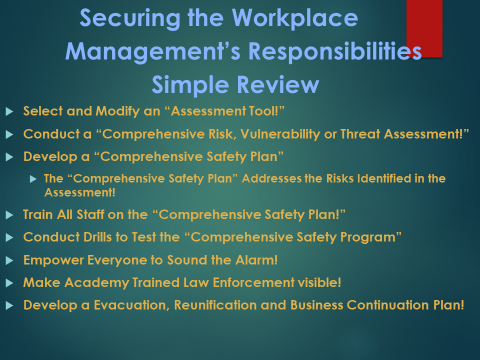 Securing the Workplace
Management's Responsibilities
Simple Review
Select and Modify an “Assessment Tool!”
Conduct a “Comprehensive Risk, Vulnerability or Threat Assessment!”
Develop a “Comprehensive Safety Plan”
The “Comprehensive Safety Plan” Addresses the Risks Identified in the
Assessment!
Train All Staff on the “Comprehensive Safety Plan!”
Conduct Drills to Test the “Comprehensive Safety Program”
Empower Everyone to Sound the Alarm!
Make Academy Trained Law Enforcement visible!
Develop a Evacuation, Reunification and Business Continuation Plan!